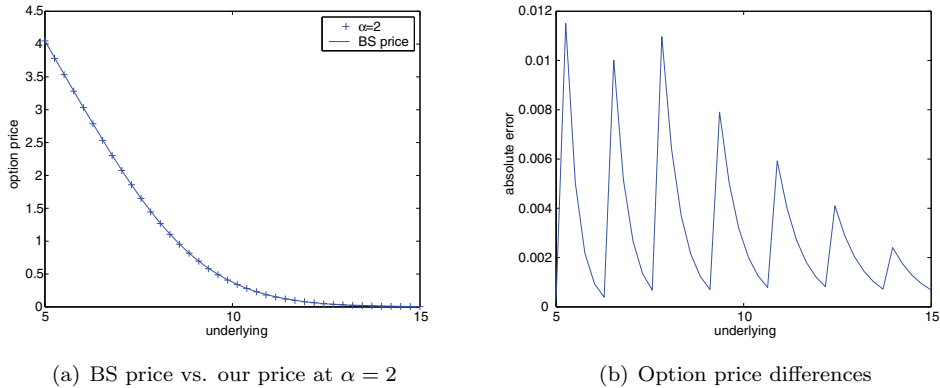 4.5
4
3.5
3
2.5
2
1.5
1
0.5
0
5
10
15
option price
underlying
α=2
BS price
(a) BS price vs. our price at α = 2
0.012
0.01
0.008
0.006
0.004
0.002
0
5
10
15
absolute error
underlying
(b) Option price differences